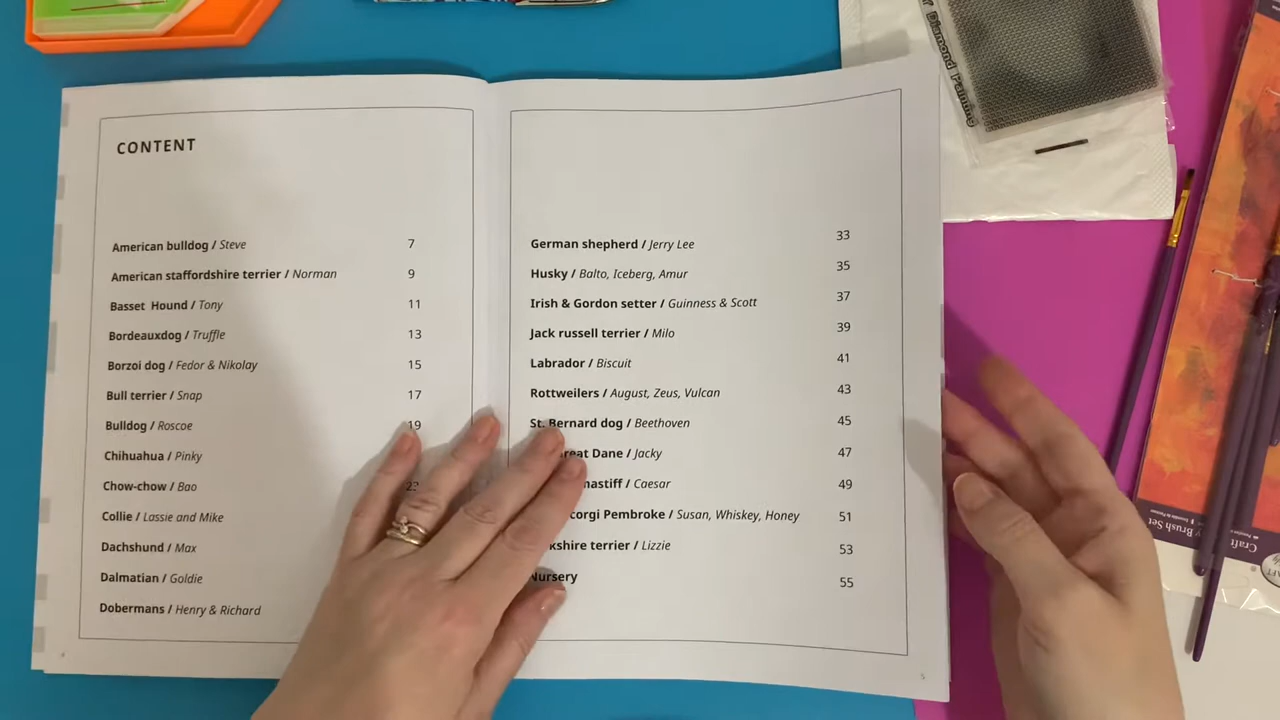 CONTENT
American bulldog / Steve 7
American staffordshire terrier / Norman 9
Basset Hound / Tony 11
Bordeauxdog / Truffle 13
Borzoi dog / Fedor & Nikolay 15
Bull terrier / Snap 17
Bulldog / Roscoe 19
Chihuahua / Pinky
Chow-chow / Bao
Collie / Lassie and Mike
Dachshund / Max
Dalmatian / Goldie
Dobermans / Henry & Richard
German shepherd / Jerry Lee 33
Husky / Balto, Iceberg, Amur 35
Irish & Gordon setter / Guinness & Scott 37
Jack russell terrier / Milo 39
Labrador / Biscuit 41
Rottweilers / August, Zeus, Vulcan 43
St. Bernard dog / Beethoven 45
Dane / Jacky 47
/ Caesar 49
Pembroke / Susan, Whiskey, Honey 51
terrier / Lizzie 53
Nursery 55
5
Diamond Painting
Craft
Brush Set